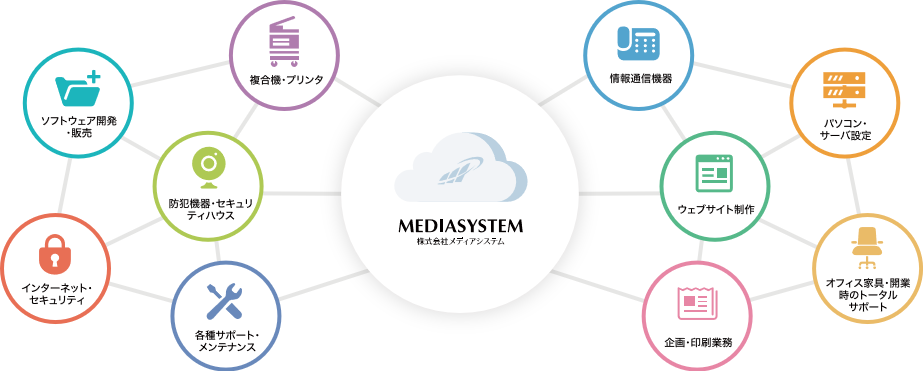 複合機・プリンタ
ソフトウェア開発
・販売
防犯機器・セキュリ
ティハウス
インターネット・
セキュリティ
各種サポート・
メンテナンス
MEDIASYSTEM
株式会社メディアシステム
情報通信機器
パソコン・
サーバ設定
ウェブサイト制作
オフィス家具・開業
時のトータル
サポート
企画・印刷業務